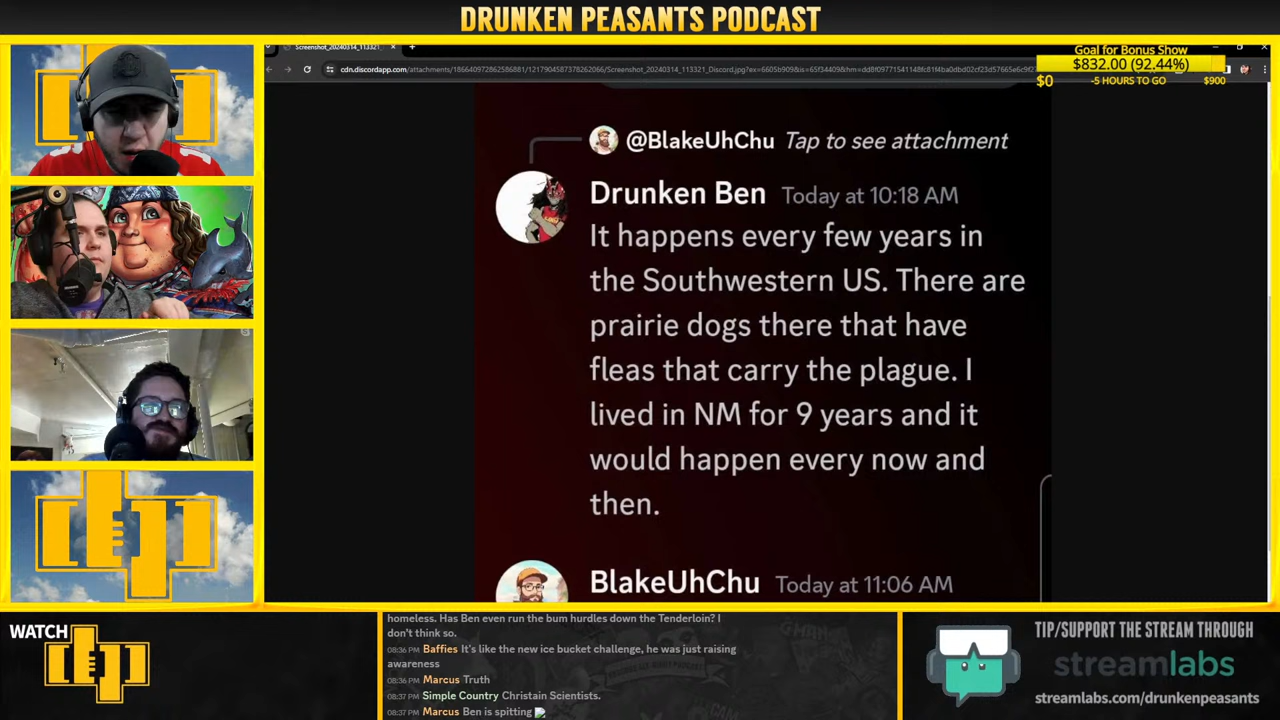 DRUNKEN PEASANTS PODCAST
Screenshot_20240314_113321_
Goal for Bonus Show
$832.00 (92.44%)
$0 -5 HOURS TO GO $900
@BlakeUhChu Tap to see attachment
Drunken Ben Today at 10:18 AM
It happens every few years in
the Southwestern US. There are
prairie dogs there that have
fleas that carry the plague. I
lived in NM for 9 years and it
would happen every now and
then.
BlakeUhChu Today at 11:06 AM
WATCH
homeless. Has Ben even run the bum hurdles down the Tenderloin? I
don't think so.
08:36 PM Baffies It's like the new ice bucket challenge, he was just raising
awareness
08:36 PM Marcus Truth
08:37 PM Simple Country Christain Scientists.
08:37 PM Marcus Ben is spitting
TIP/SUPPORT THE STREAM THROUGH
streamlabs
streamlabs.com/drunkenpeasants